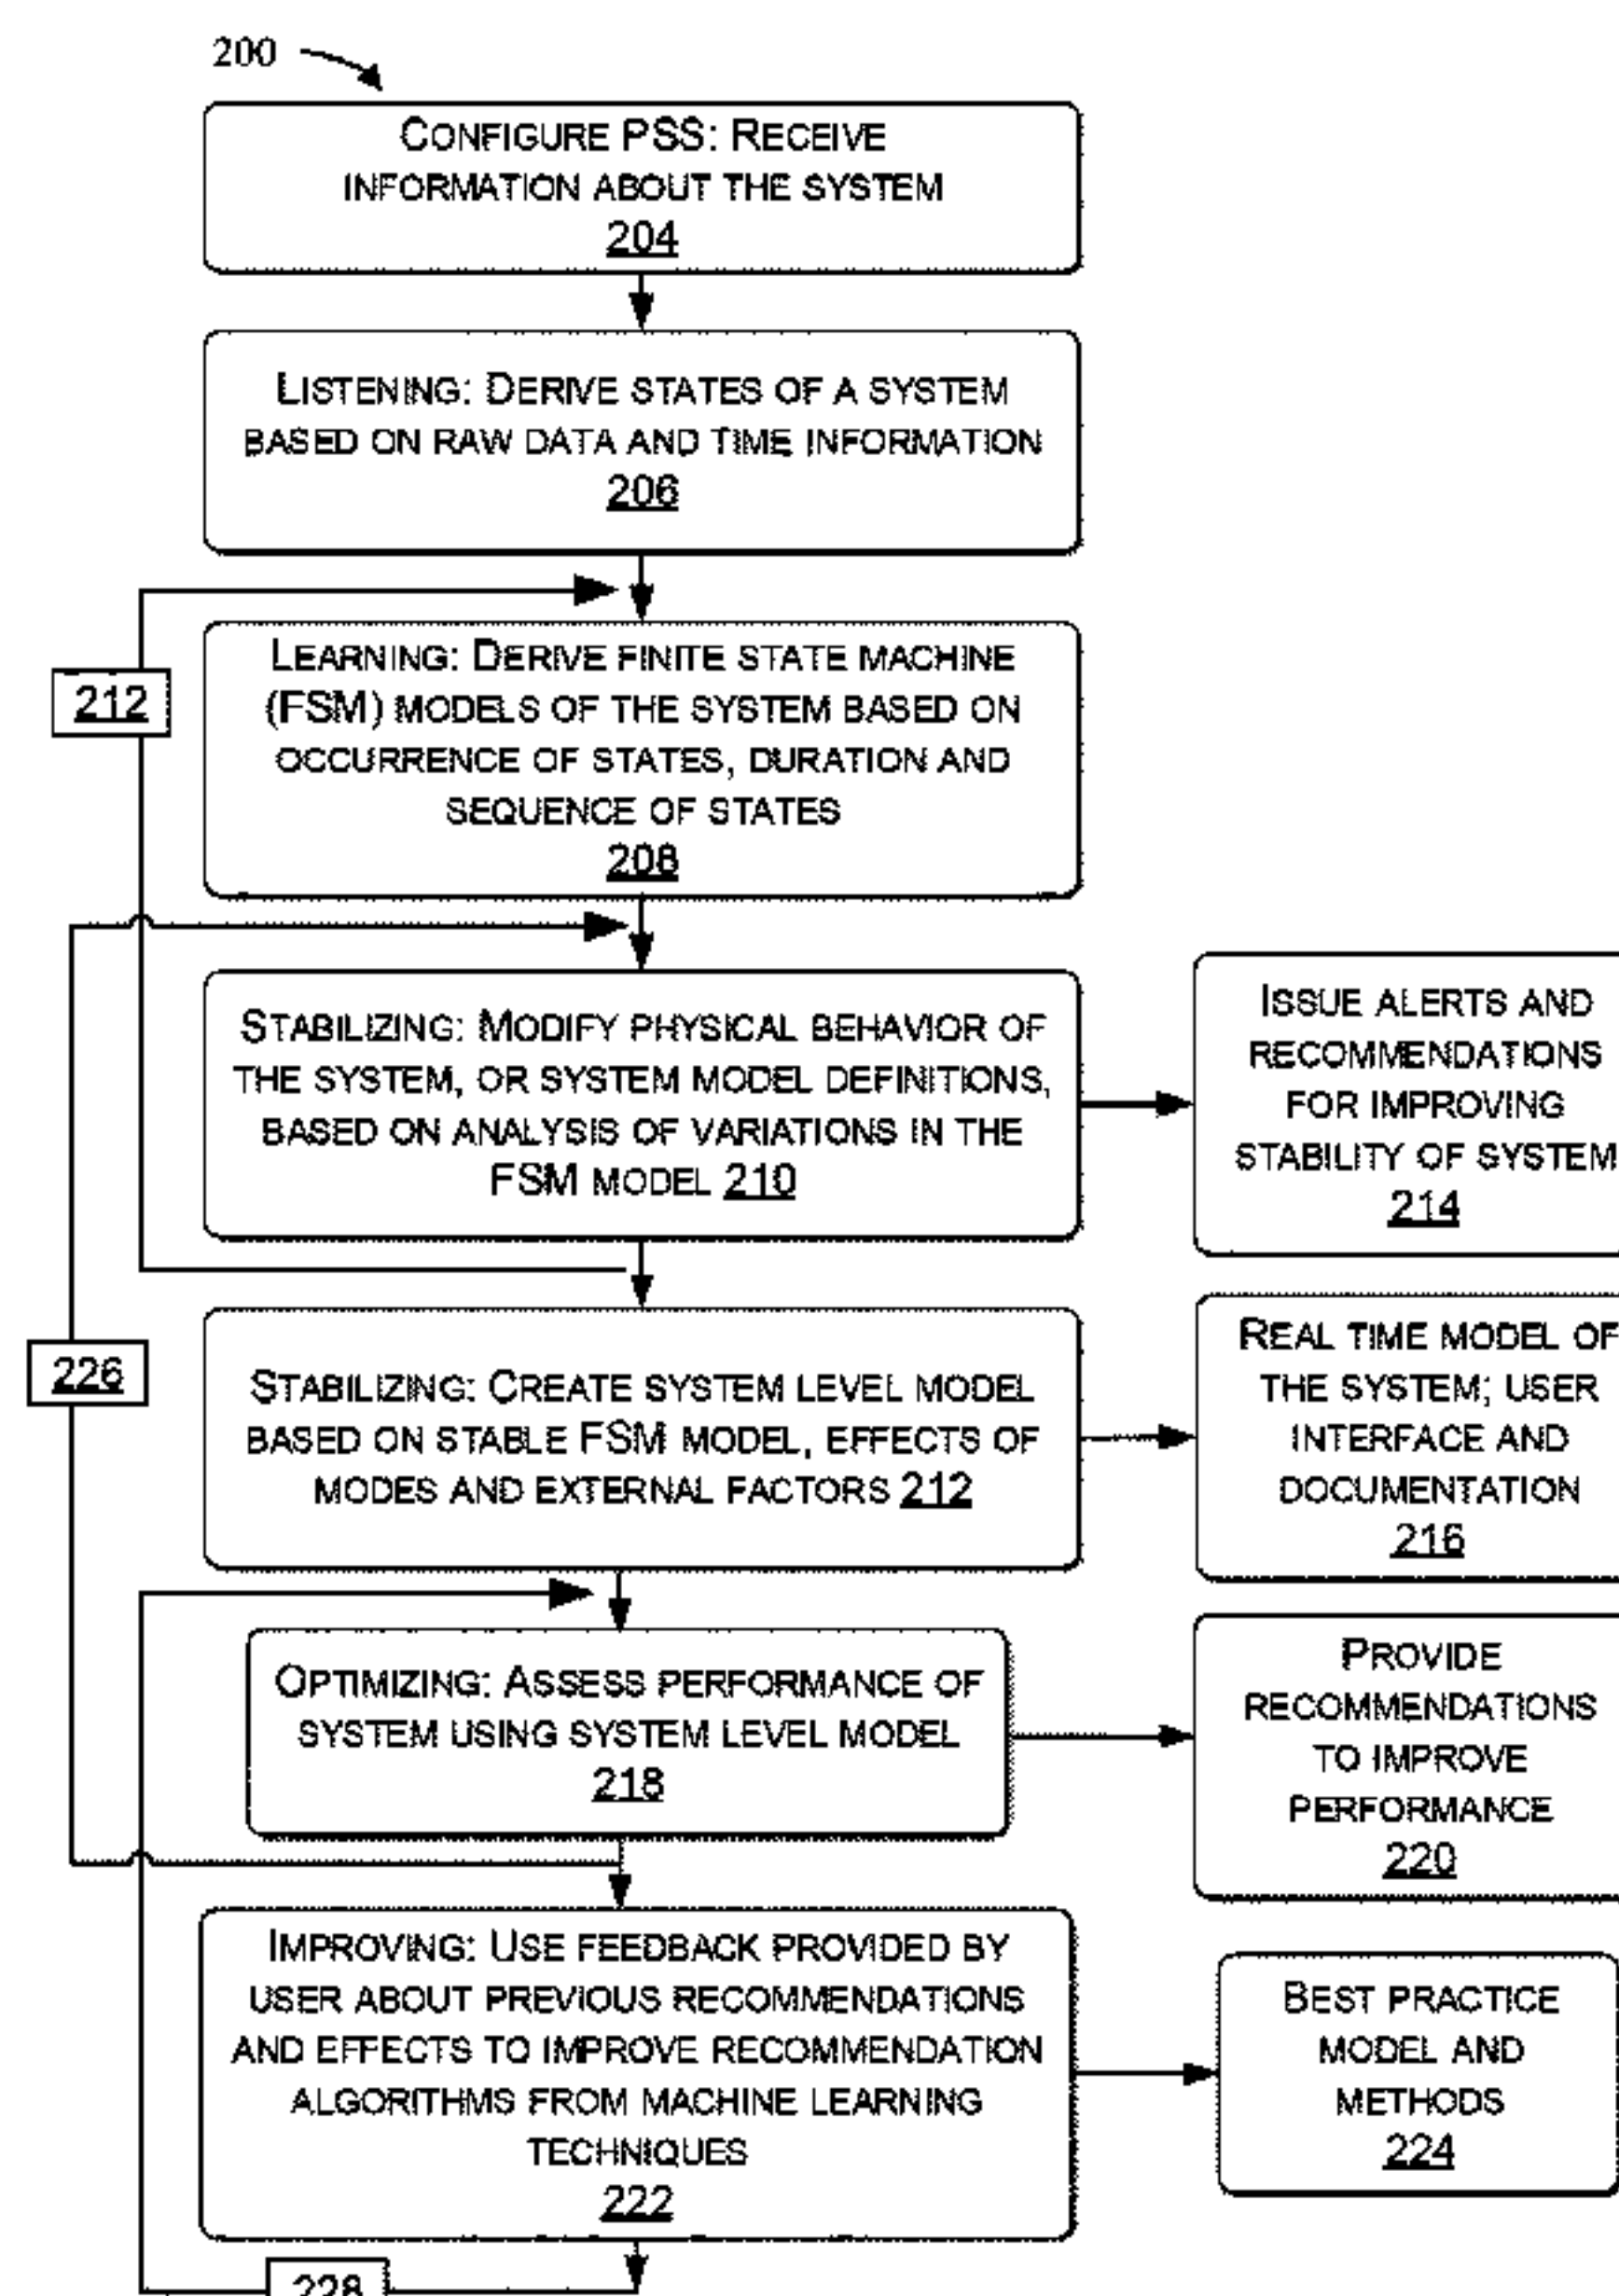 200
CONFIGURE PSS: RECEIVE
INFORMATION ABOUT THE SYSTEM
204
LISTENING: DERIVE STATES OF A SYSTEM
BASED ON RAW DATA AND TIME INFORMATION
206
212
LEARNING: DERIVE FINITE STATE MACHINE
(FSM) MODELS OF THE SYSTEM BASED ON
OCCURRENCE OF STATES, DURATION AND
SEQUENCE OF STATES
208
STABILIZING: MODIFY PHYSICAL BEHAVIOR OF
THE SYSTEM, OR SYSTEM MODEL DEFINITIONS,
BASED ON ANALYSIS OF VARIATIONS IN THE
FSM MODEL 210
ISSUE ALERTS AND
RECOMMENDATIONS
FOR IMPROVING
STABILITY OF SYSTEM
214
226
STABILIZING: CREATE SYSTEM LEVEL MODEL
BASED ON STABLE FSM MODEL, EFFECTS OF
MODES AND EXTERNAL FACTORS 212
REAL TIME MODEL OF
THE SYSTEM; USER
INTERFACE AND
DOCUMENTATION
216
OPTIMIZING: ASSESS PERFORMANCE OF
SYSTEM USING SYSTEM LEVEL MODEL
218
PROVIDE
RECOMMENDATIONS
TO IMPROVE
PERFORMANCE
220
IMPROVING: USE FEEDBACK PROVIDED BY
USER ABOUT PREVIOUS RECOMMENDATIONS
AND EFFECTS TO IMPROVE RECOMMENDATION
ALGORITHMS FROM MACHINE LEARNING
TECHNIQUES
222
BEST PRACTICE
MODEL AND
METHODS
224
228